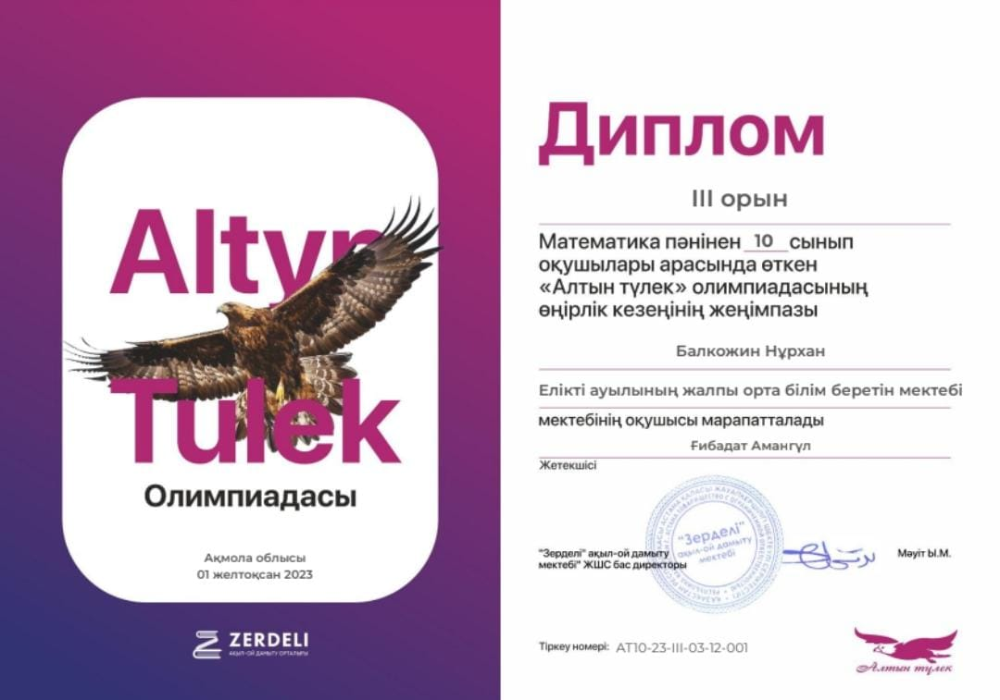 Altyn
Tulek
Олимпиадасы
Ақмола облысы
01 желтоқсан 2023
ZERDELI
АҚЫЛ-ОЙ ДАМЫТУ ОРТАЛЫҒЫ
Диплом
III орын
Математика пәнінен 10 сынып
оқушылары арасында өткен
«Алтын түлек» олимпиадасының
өңірлік кезеңінің жеңімпазы
Балкожин Нұрхан
Елікті ауылының жалпы орта білім беретін мектебі
мектебінің оқушысы марапатталады
Ғибадат Амангүл
Жетекшісі
"Зерделі"
ақыл-ой дамыту
мектебі
"Зерделі" ақыл-ой дамыту
мектебі" ЖШС бас директоры
Мәуіт Ы.М.
Тіркеу номері: AT10-23-III-03-12-001
Алтын түлек